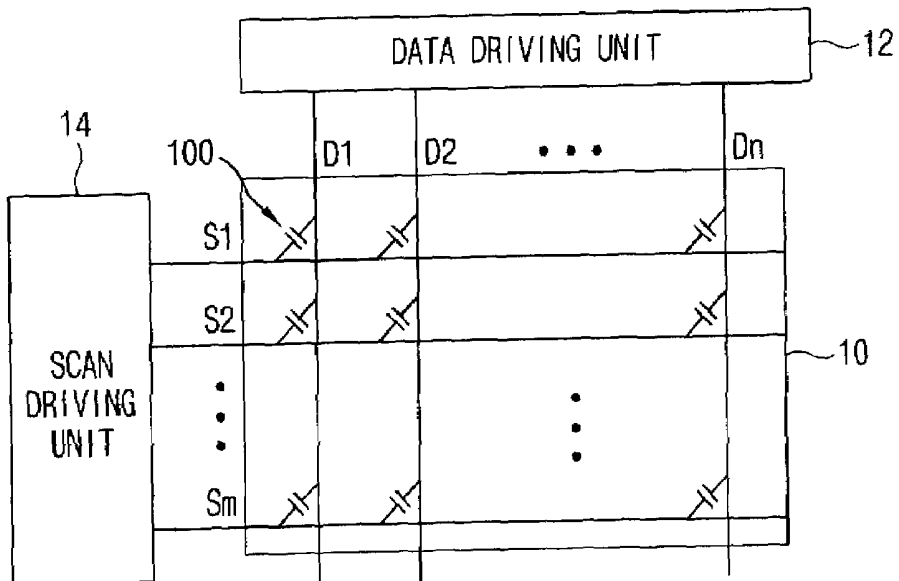 DATA DRIVING UNIT
12
14
100
D1
D2
Dn
S1
S2
10
SCAN
DRIVING
UNIT
Sm